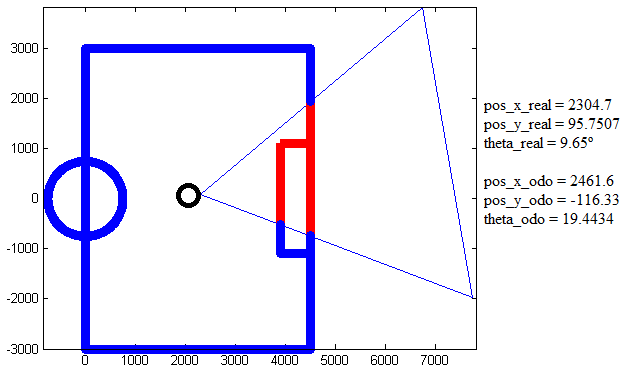 3000
2000
1000
0
-1000
-2000
-3000
0
1000
2000
3000
4000
5000
6000
7000
pos_x_real = 2304.7
pos_y_real = 95.7507
theta_real = 9.65º
pos_x_odo = 2461.6
pos_y_odo = -116.33
theta_odo = 19.4434